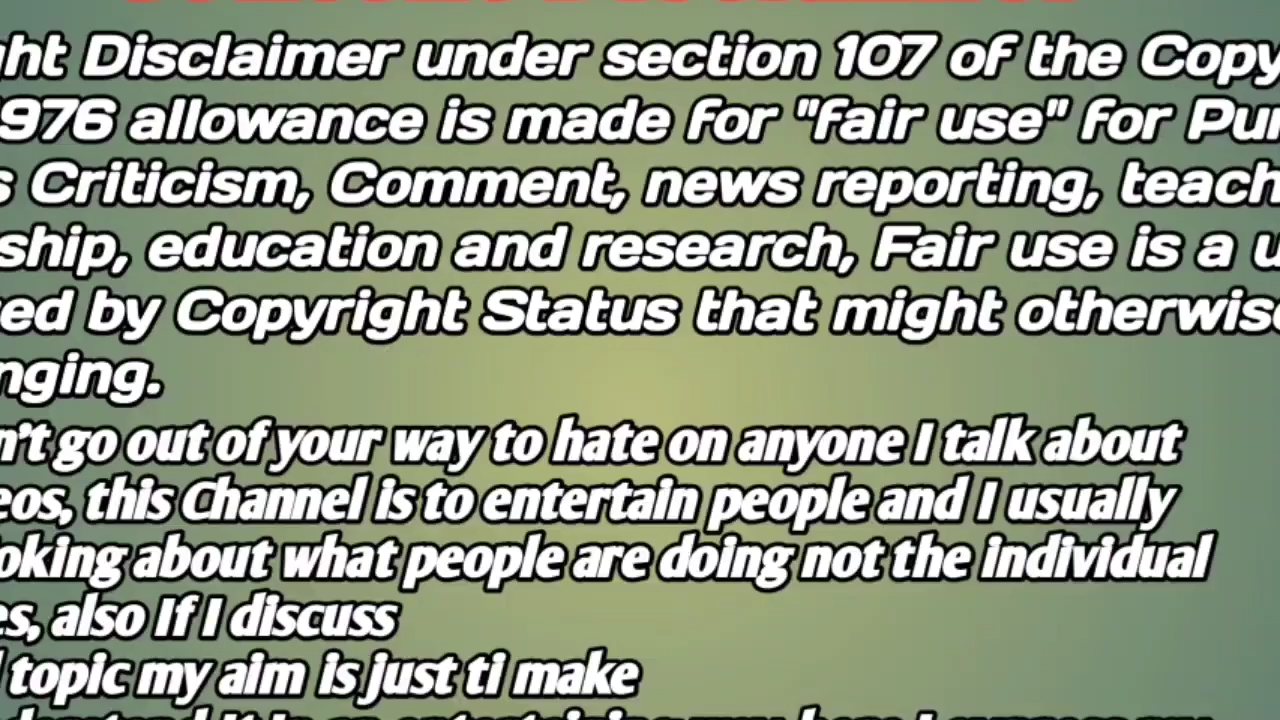 ght Disclaimer under section 107 of the Copy
1976 allowance is made for "fair use" for Pur
s Criticism, Comment, news reporting, teach
ship, education and research, Fair use is a u
ed by Copyright Status that might otherwise
nging.
n't go out of your way to hate on anyone I talk about
eos, this Channel is to entertain people and I usually
oking about what people are doing not the individual
es, also If I discuss
topic my aim is just ti make